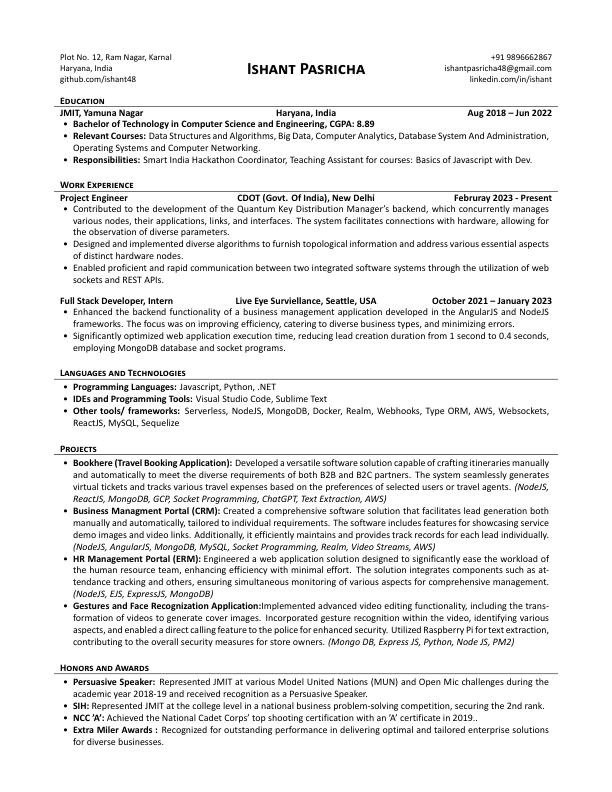 Plot No. 12, Ram Nagar, Karnal
Haryana, India
github.com/ishant48
Ishant Pasricha
+91 9896662867
ishantpasricha48@gmail.com
linkedin.com/in/ishant
Education
JMIT, Yamuna Nagar Haryana, India Aug 2018 – Jun 2022
• Bachelor of Technology in Computer Science and Engineering, CGPA: 8.89
• Relevant Courses: Data Structures and Algorithms, Big Data, Computer Analytics, Database System And Administration,
Operating Systems and Computer Networking.
• Responsibilities: Smart India Hackathon Coordinator, Teaching Assistant for courses: Basics of Javascript with Dev.
Work Experience
Project Engineer CDOT (Govt. Of India), New Delhi Februray 2023 - Present
• Contributed to the development of the Quantum Key Distribution Manager's backend, which concurrently manages
various nodes, their applications, links, and interfaces. The system facilitates connections with hardware, allowing for
the observation of diverse parameters.
• Designed and implemented diverse algorithms to furnish topological information and address various essential aspects
of distinct hardware nodes.
• Enabled proficient and rapid communication between two integrated software systems through the utilization of web
sockets and REST APIs.
Full Stack Developer, Intern Live Eye Surviellance, Seattle, USA October 2021 – January 2023
• Enhanced the backend functionality of a business management application developed in the AngularJS and NodeJS
frameworks. The focus was on improving efficiency, catering to diverse business types, and minimizing errors.
• Significantly optimized web application execution time, reducing lead creation duration from 1 second to 0.4 seconds,
employing MongoDB database and socket programs.
Languages and Technologies
• Programming Languages: Javascript, Python, .NET
• IDEs and Programming Tools: Visual Studio Code, Sublime Text
• Other tools/ frameworks: Serverless, NodeJS, MongoDB, Docker, Realm, Webhooks, Type ORM, AWS, Websockets,
ReactJS, MySQL, Sequelize
Projects
• Bookhere (Travel Booking Application): Developed a versatile software solution capable of crafting itineraries manually
and automatically to meet the diverse requirements of both B2B and B2C partners. The system seamlessly generates
virtual tickets and tracks various travel expenses based on the preferences of selected users or travel agents. (NodeJS,
ReactJS, MongoDB, GCP, Socket Programming, ChatGPT, Text Extraction, AWS)
• Business Managment Portal (CRM): Created a comprehensive software solution that facilitates lead generation both
manually and automatically, tailored to individual requirements. The software includes features for showcasing service
demo images and video links. Additionally, it efficiently maintains and provides track records for each lead individually.
(NodeJS, AngularJS, MongoDB, MySQL, Socket Programming, Realm, Video Streams, AWS)
• HR Management Portal (ERM): Engineered a web application solution designed to significantly ease the workload of
the human resource team, enhancing efficiency with minimal effort. The solution integrates components such as at-
tendance tracking and others, ensuring simultaneous monitoring of various aspects for comprehensive management.
(NodeJS, EJS, ExpressJS, MongoDB)
• Gestures and Face Recognition Application:Implemented advanced video editing functionality, including the trans-
formation of videos to generate cover images. Incorporated gesture recognition within the video, identifying various
aspects, and enabled a direct calling feature to the police for enhanced security. Utilized Raspberry Pi for text extraction,
contributing to the overall security measures for store owners. (Mongo DB, Express JS, Python, Node JS, PM2)
Honors and Awards
• Persuasive Speaker: Represented JMIT at various Model United Nations (MUN) and Open Mic challenges during the
academic year 2018-19 and received recognition as a Persuasive Speaker.
• SIH: Represented JMIT at the college level in a national business problem-solving competition, securing the 2nd rank.
• NCC 'A': Achieved the National Cadet Corps' top shooting certification with an 'A' certificate in 2019..
• Extra Miler Awards : Recognized for outstanding performance in delivering optimal and tailored enterprise solutions
for diverse businesses.